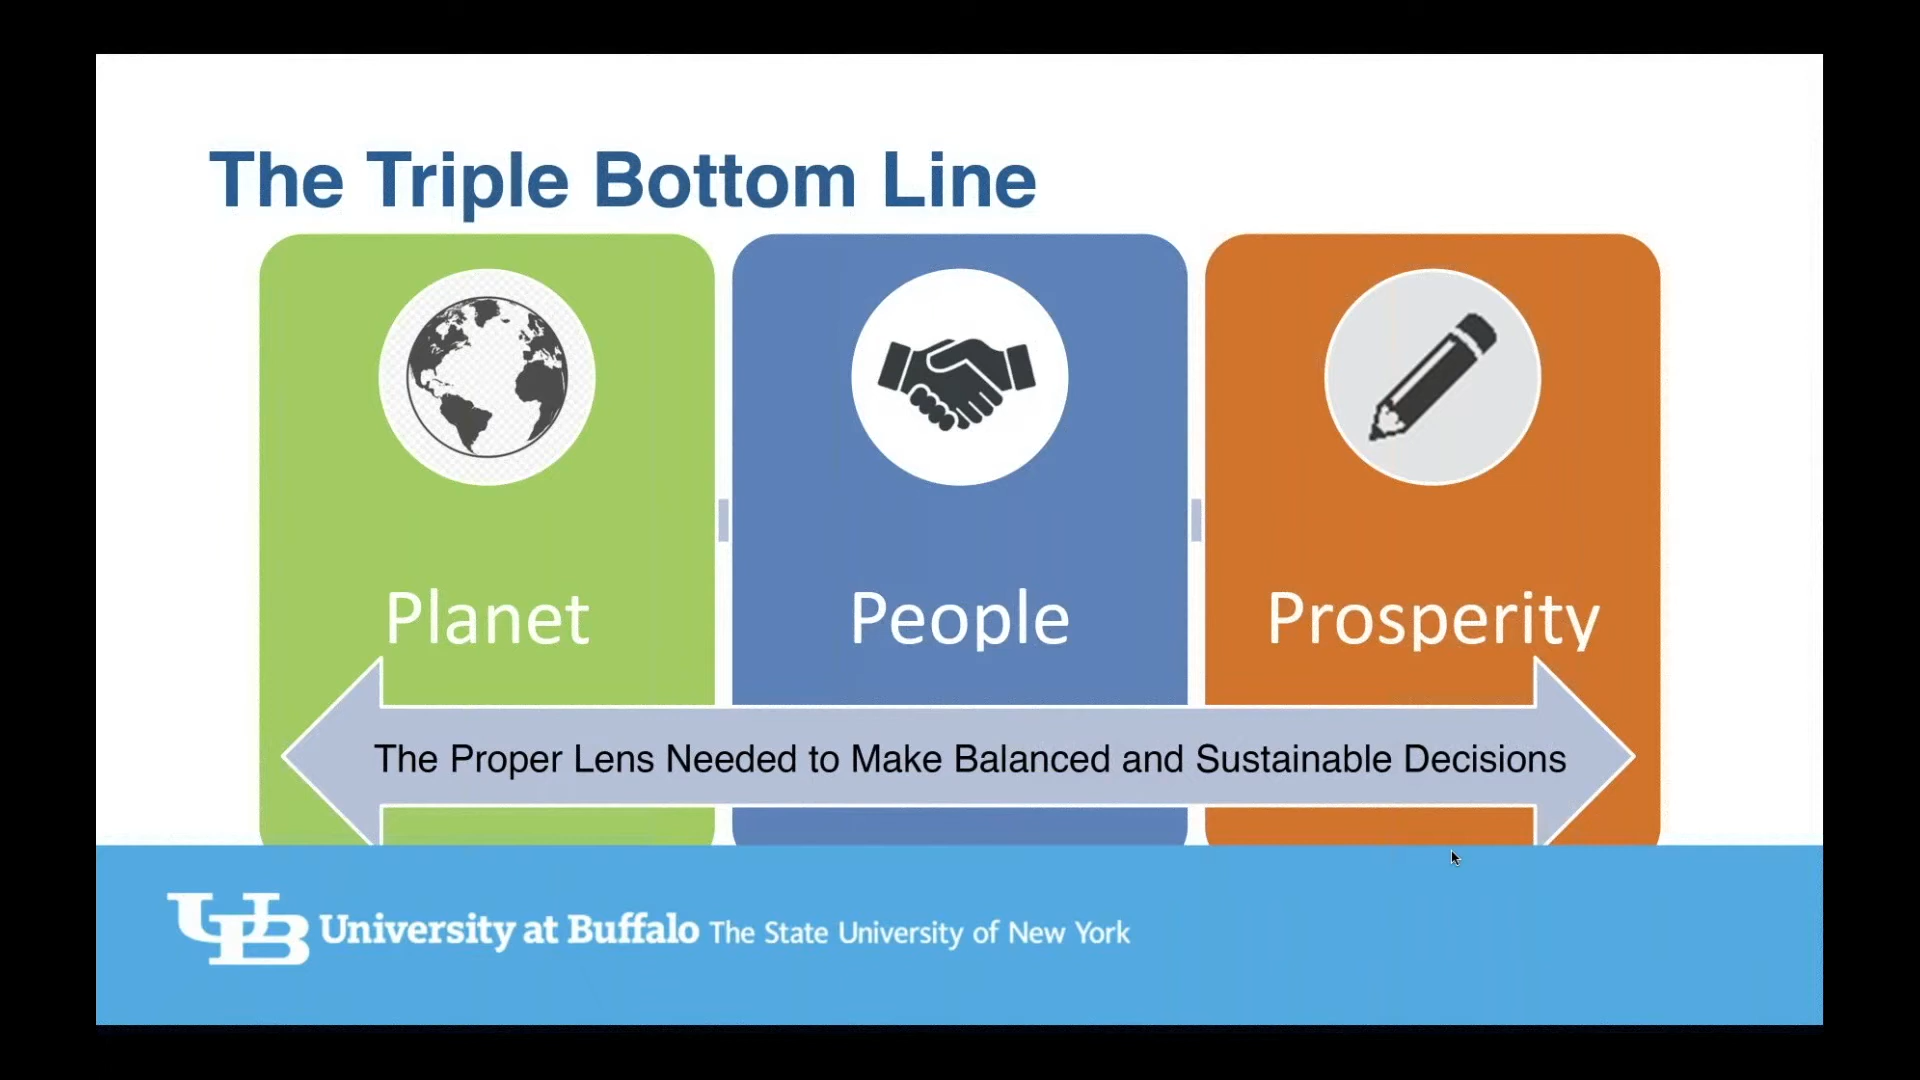 The Triple Bottom Line
Planet
People
Prosperity
The Proper Lens Needed to Make Balanced and Sustainable Decisions
UB University at Buffalo The State University of New York